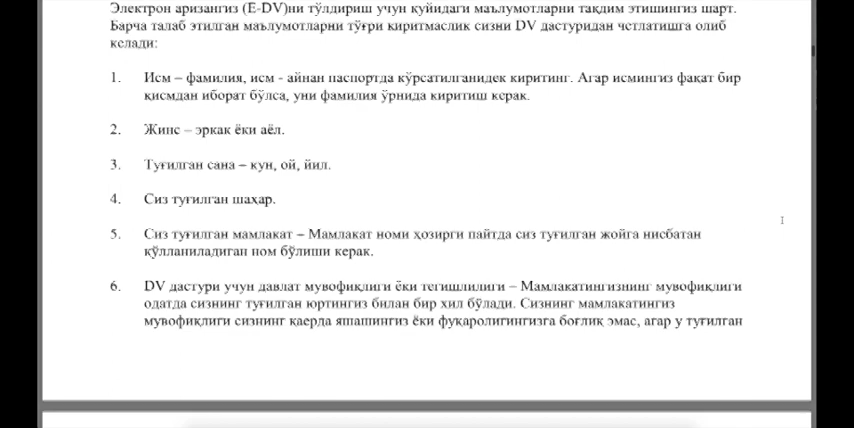 Электрон аризангиз (E-DV)ни тўлдириш учун қуйидаги маълумотларни тақдим этишингиз шарт.
Барча талаб этилган маълумотларни тўғри киритмаслик сизни DV дастуридан четлатишга олиб
келади:
1. Исм – фамилия, исм - айнан паспортда кўрсатилганидек киритинг. Агар исмингиз фақат бир
қисмдан иборат бўлса, уни фамилия ўрнида киритиш керак.
2. Жинс – эркак ёки аёл.
3. Туғилган сана – кун, ой, йил.
4. Сиз туғилган шаҳар.
5. Сиз туғилган мамлакат – Мамлакат номи ҳозирги пайтда сиз туғилган жойга нисбатан
қўлланиладиган ном бўлиши керак.
6. DV дастури учун давлат мувофиқлиги ёки тегишлилиги – Мамлакатингизнинг мувофиқлиги
одатда сизнинг туғилган юртингиз билан бир хил бўлади. Сизнинг мамлакатингиз
мувофиқлиги сизнинг қаерда яшашингиз ёки фуқаролигингизга боғлиқ эмас, агар у туғилган